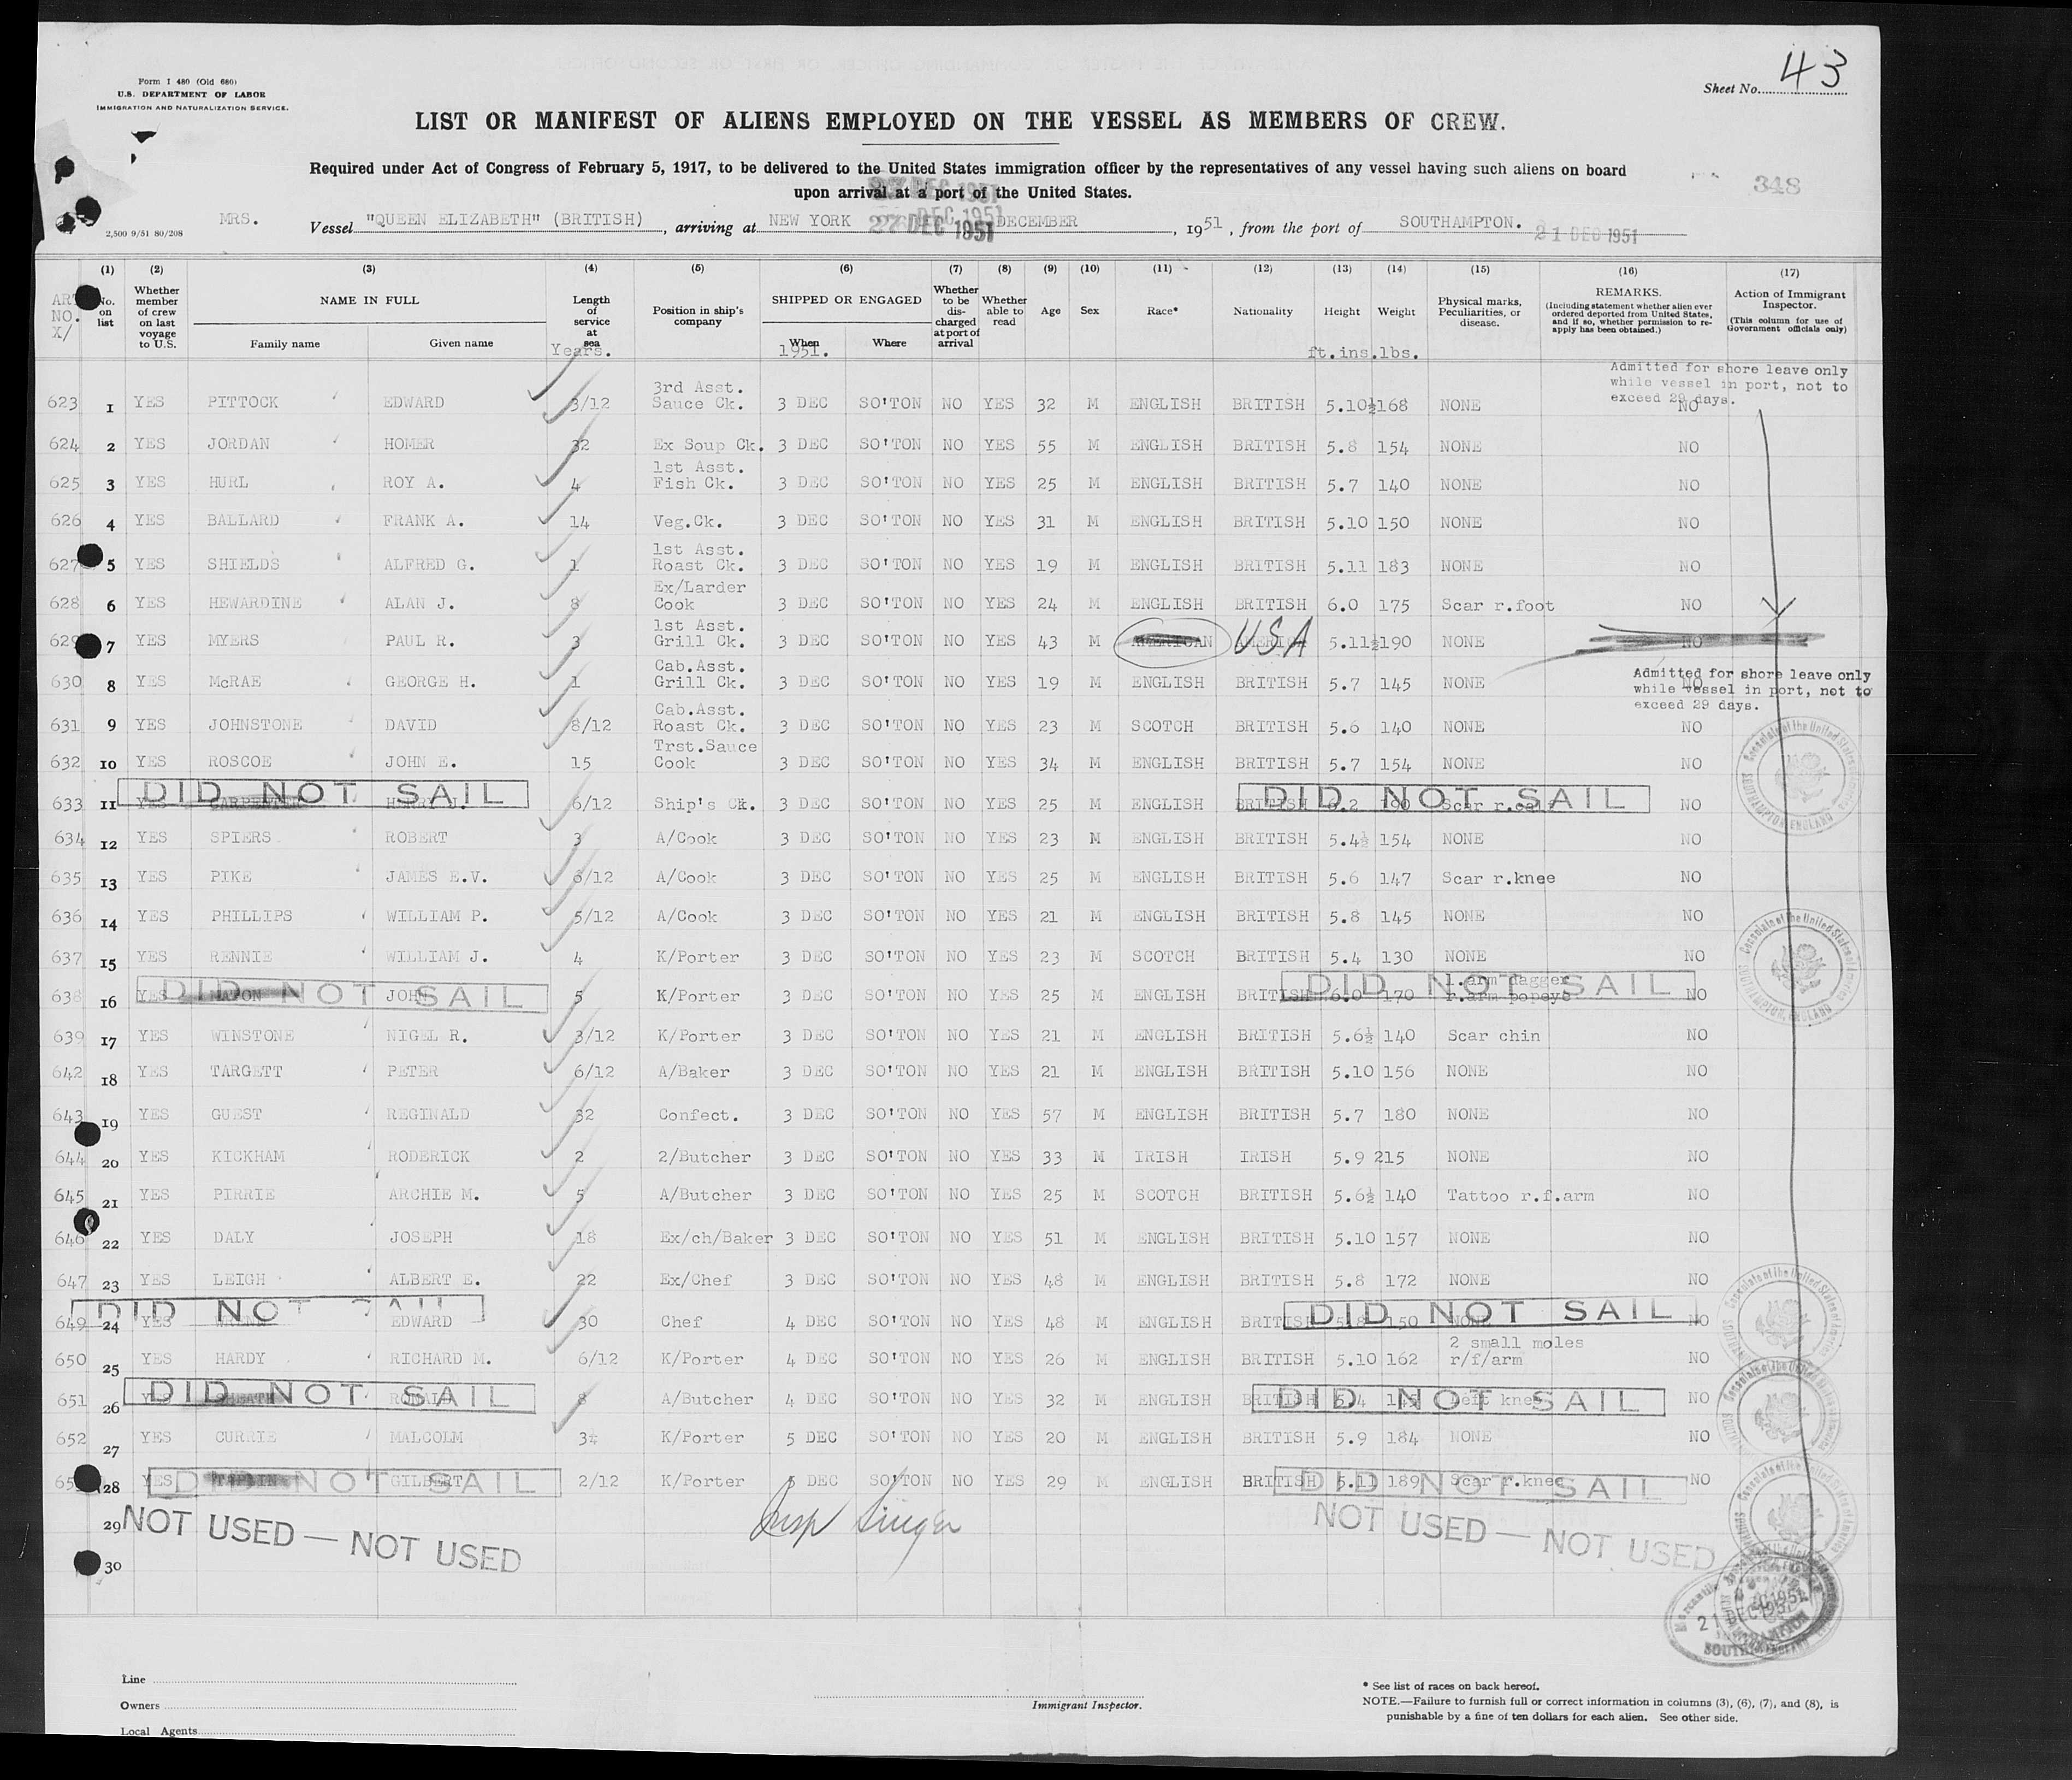 Form I 480 (Old 680)
U.S. DEPARTMENT OF LABOR
IMMIGRATION AND NATURALIZATION SERVICE.
Sheet No. 43
LIST OR MANIFEST OF ALIENS EMPLOYED ON THE VESSEL AS MEMBERS OF CREW.
Required under Act of Congress of February 5, 1917, to be delivered to the United States immigration officer by the representatives of any vessel having such aliens on board
upon arrival at a port of the United States.
348
2,500 9/51 80/208
MRS. Vessel "QUEEN ELIZABETH" (BRITISH), arriving at NEW YORK 27 DEC 1951 DECEMBER, 1951, from the port of SOUTHAMPTON. 21 DEC 1951
(1) (2) (3) (4) (5) (6) (7) (8) (9) (10) (11) (12) (13) (14) (15) (16) (17)
ART NO. X/ No. on list Whether member of crew on last voyage to U.S. NAME IN FULL Family name Given name Length of service at sea Years. Position in ship's company SHIPPED OR ENGAGED When 1951. Where Whether to be discharged at port of arrival Whether able to read Age Sex Race* Nationality Height ft.ins. Weight lbs. Physical marks, Peculiarities, or disease. REMARKS. (Including statement whether alien ever ordered deported from United States, and if so, whether permission to reapply has been obtained.) Action of Immigrant Inspector. (This column for use of Government officials only)
Admitted for shore leave only
while vessel in port, not to
exceed 29 days.
623 1 YES PITTOCK EDWARD 3/12 3rd Asst. Sauce Ck. 3 DEC SO'TON NO YES 32 M ENGLISH BRITISH 5.10½ 168 NONE NO
624 2 YES JORDAN HOMER 32 Ex Soup Ck. 3 DEC SO'TON NO YES 55 M ENGLISH BRITISH 5.8 154 NONE NO
625 3 YES HURL ROY A. 4 1st Asst. Fish Ck. 3 DEC SO'TON NO YES 25 M ENGLISH BRITISH 5.7 140 NONE NO
626 4 YES BALLARD FRANK A. 14 Veg.Ck. 3 DEC SO'TON NO YES 31 M ENGLISH BRITISH 5.10 150 NONE NO
627 5 YES SHIELDS ALFRED G. 1 1st Asst. Roast Ck. 3 DEC SO'TON NO YES 19 M ENGLISH BRITISH 5.11 183 NONE NO
628 6 YES HEWARDINE ALAN J. 8 Ex/Larder Cook 3 DEC SO'TON NO YES 24 M ENGLISH BRITISH 6.0 175 Scar r.foot NO
629 7 YES MYERS PAUL R. 3 1st Asst. Grill Ck. 3 DEC SO'TON NO YES 43 M AMERICAN USA 5.11½ 190 NONE NO
630 8 YES McRAE GEORGE H. 1 Cab.Asst. Grill Ck. 3 DEC SO'TON NO YES 19 M ENGLISH BRITISH 5.7 145 NONE NO
Admitted for shore leave only
while vessel in port, not to
exceed 29 days.
631 9 YES JOHNSTONE DAVID 8/12 Cab.Asst. Roast Ck. 3 DEC SO'TON NO YES 23 M SCOTCH BRITISH 5.6 140 NONE NO
632 10 YES ROSCOE JOHN E. 15 Trst.Sauce Cook 3 DEC SO'TON NO YES 34 M ENGLISH BRITISH 5.7 154 NONE NO
633 11 DID NOT SAIL 6/12 Ship's Ck. 3 DEC SO'TON NO YES 25 M ENGLISH BRITISH 6.2 190 DID NOT SAIL NO
634 12 YES SPIERS ROBERT 3 A/Cook 3 DEC SO'TON NO YES 23 M ENGLISH BRITISH 5.4½ 154 NONE NO
635 13 YES PIKE JAMES E.V. 8/12 A/Cook 3 DEC SO'TON NO YES 25 M ENGLISH BRITISH 5.6 147 Scar r.knee NO
636 14 YES PHILLIPS WILLIAM P. 5/12 A/Cook 3 DEC SO'TON NO YES 21 M ENGLISH BRITISH 5.8 145 NONE NO
637 15 YES RENNIE WILLIAM J. 4 K/Porter 3 DEC SO'TON NO YES 23 M SCOTCH BRITISH 5.4 130 NONE NO
638 16 YES DID NOT SAIL JOHN 5 K/Porter 3 DEC SO'TON NO YES 25 M ENGLISH BRITISH 6.0 170 l.arm dagger r.arm popeye DID NOT SAIL NO
639 17 YES WINSTONE NIGEL R. 3/12 K/Porter 3 DEC SO'TON NO YES 21 M ENGLISH BRITISH 5.6½ 140 Scar chin NO
642 18 YES TARGETT PETER 6/12 A/Baker 3 DEC SO'TON NO YES 21 M ENGLISH BRITISH 5.10 156 NONE NO
643 19 YES GUEST REGINALD 32 Confect. 3 DEC SO'TON NO YES 57 M ENGLISH BRITISH 5.7 180 NONE NO
644 20 YES KICKHAM RODERICK 2 2/Butcher 3 DEC SO'TON NO YES 33 M IRISH IRISH 5.9 215 NONE NO
645 21 YES PIRRIE ARCHIE M. 5 A/Butcher 3 DEC SO'TON NO YES 25 M SCOTCH BRITISH 5.6½ 140 Tattoo r.f.arm NO
646 22 YES DALY JOSEPH 18 Ex/ch/Baker 3 DEC SO'TON NO YES 51 M ENGLISH BRITISH 5.10 157 NONE NO
647 23 YES LEIGH ALBERT E. 22 Ex/Chef 3 DEC SO'TON NO YES 48 M ENGLISH BRITISH 5.8 172 NONE NO
649 24 YES DID NOT SAIL EDWARD 30 Chef 4 DEC SO'TON NO YES 48 M ENGLISH BRITISH 5.8 150 NONE DID NOT SAIL NO
650 25 YES HARDY RICHARD M. 6/12 K/Porter 4 DEC SO'TON NO YES 26 M ENGLISH BRITISH 5.10 162 2 small moles r/f/arm NO
651 26 DID NOT SAIL 8 A/Butcher 4 DEC SO'TON NO YES 32 M ENGLISH BRITISH 5.4 Left knee DID NOT SAIL NO
652 27 YES CURRIE MALCOLM K/Porter 5 DEC SO'TON NO YES 20 M ENGLISH BRITISH 5.9 184 NONE NO
28 YES DID NOT SAIL GILBERT 2/12 K/Porter 5 DEC SO'TON NO YES 29 M ENGLISH BRITISH 5.11 189 Scar r.knee DID NOT SAIL NO
29 NOT USED — NOT USED Insp Singer NOT USED — NOT USED
30
21 DEC 1951
SOUTHAMPTON
Line
Owners
Local Agents
Immigrant Inspector.
* See list of races on back hereof.
NOTE.—Failure to furnish full or correct information in columns (3), (6), (7), and (8), is
punishable by a fine of ten dollars for each alien. See other side.